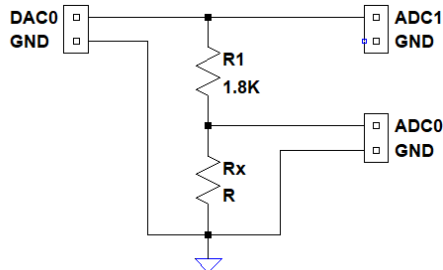 DAC0
GND
ADC1
GND
R1
1.8K
ADC0
GND
Rx
R